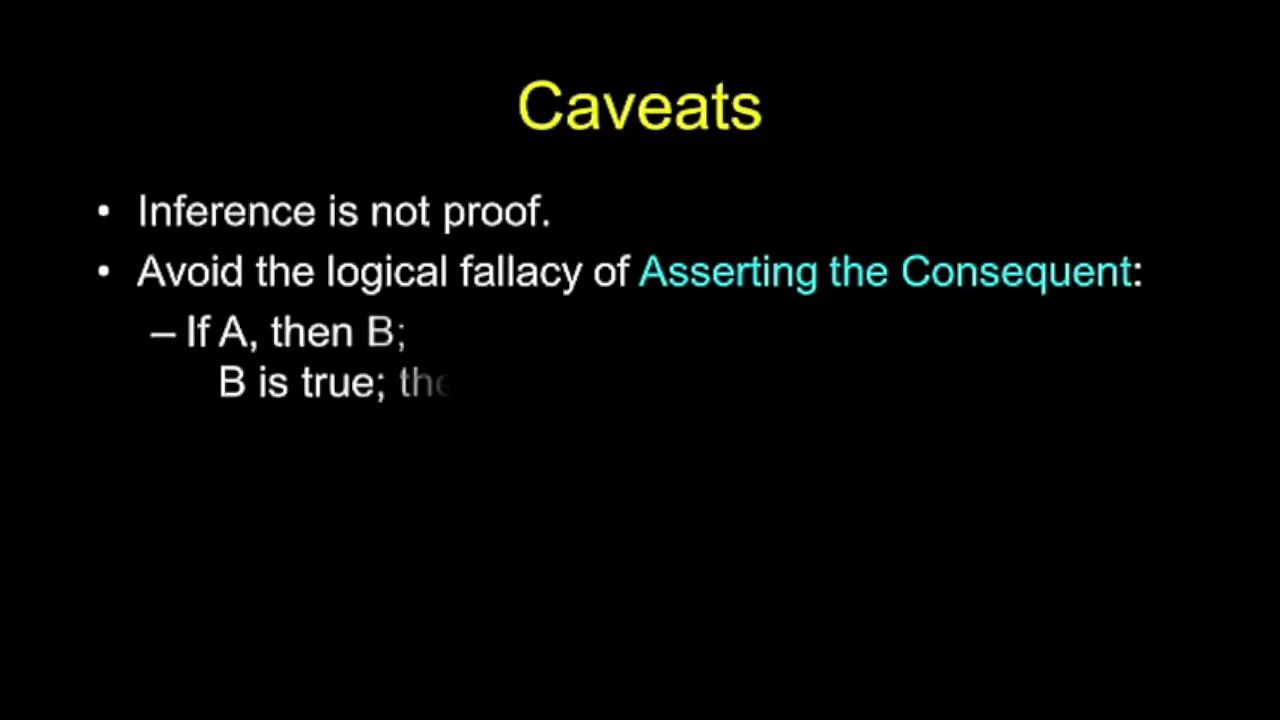 Caveats
• Inference is not proof.
• Avoid the logical fallacy of Asserting the Consequent:
– If A, then B;
B is true;